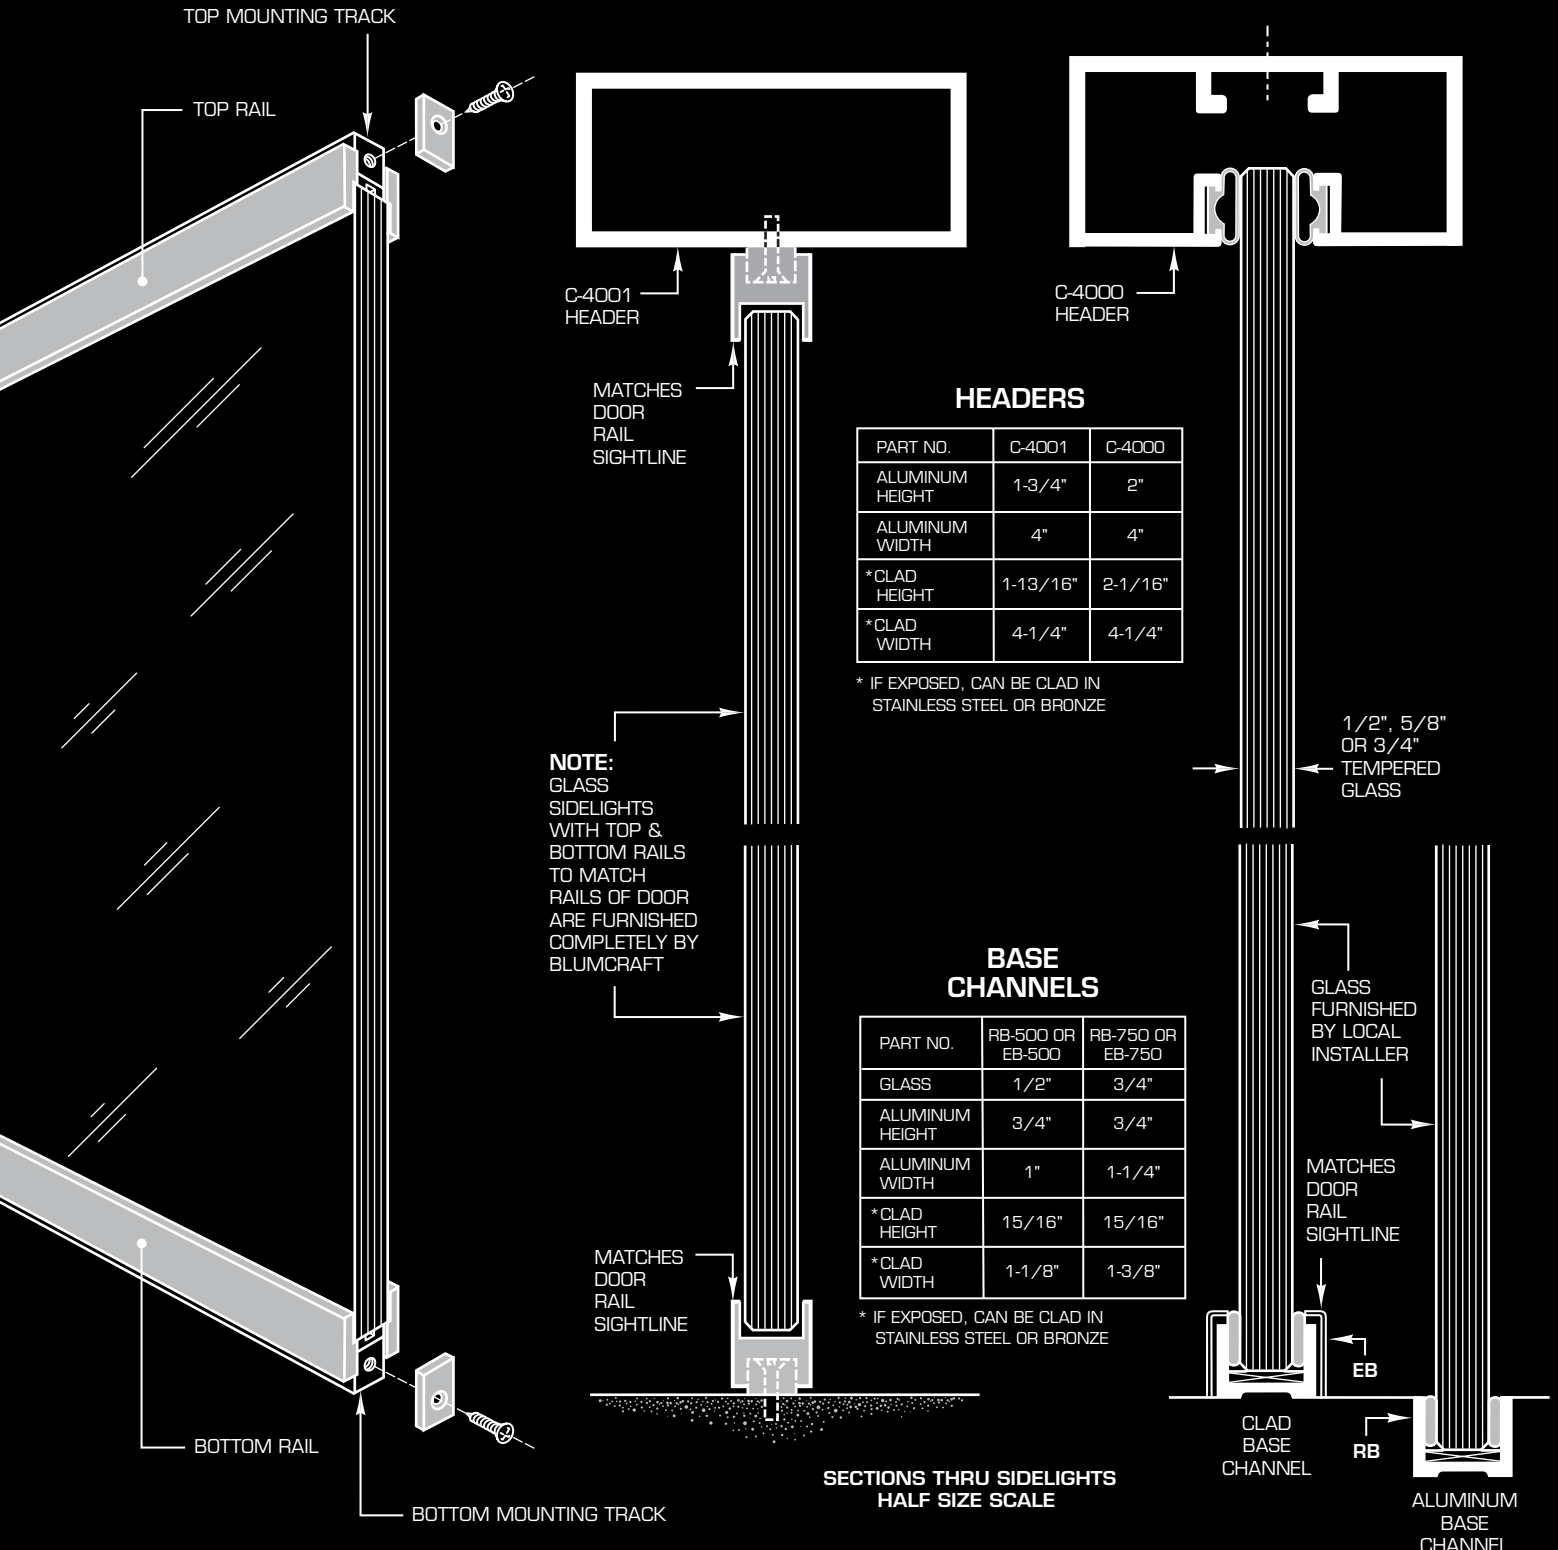 TOP MOUNTING TRACK
TOP RAIL
C-4001
HEADER
C-4000
HEADER
MATCHES
DOOR
RAIL
SIGHTLINE
HEADERS
PART NO. C-4001 C-4000
ALUMINUM
HEIGHT 1-3/4" 2"
ALUMINUM
WIDTH 4" 4"
*CLAD
HEIGHT 1-13/16" 2-1/16"
*CLAD
WIDTH 4-1/4" 4-1/4"
* IF EXPOSED, CAN BE CLAD IN
STAINLESS STEEL OR BRONZE
1/2", 5/8"
OR 3/4"
TEMPERED
GLASS
NOTE:
GLASS
SIDELIGHTS
WITH TOP &
BOTTOM RAILS
TO MATCH
RAILS OF DOOR
ARE FURNISHED
COMPLETELY BY
BLUMCRAFT
BASE
CHANNELS
PART NO. RB-500 OR EB-500 RB-750 OR EB-750
GLASS 1/2" 3/4"
ALUMINUM
HEIGHT 3/4" 3/4"
ALUMINUM
WIDTH 1" 1-1/4"
*CLAD
HEIGHT 15/16" 15/16"
*CLAD
WIDTH 1-1/8" 1-3/8"
* IF EXPOSED, CAN BE CLAD IN
STAINLESS STEEL OR BRONZE
GLASS
FURNISHED
BY LOCAL
INSTALLER
MATCHES
DOOR
RAIL
SIGHTLINE
MATCHES
DOOR
RAIL
SIGHTLINE
EB
RB
CLAD
BASE
CHANNEL
ALUMINUM
BASE
CHANNEL
BOTTOM RAIL
BOTTOM MOUNTING TRACK
SECTIONS THRU SIDELIGHTS
HALF SIZE SCALE